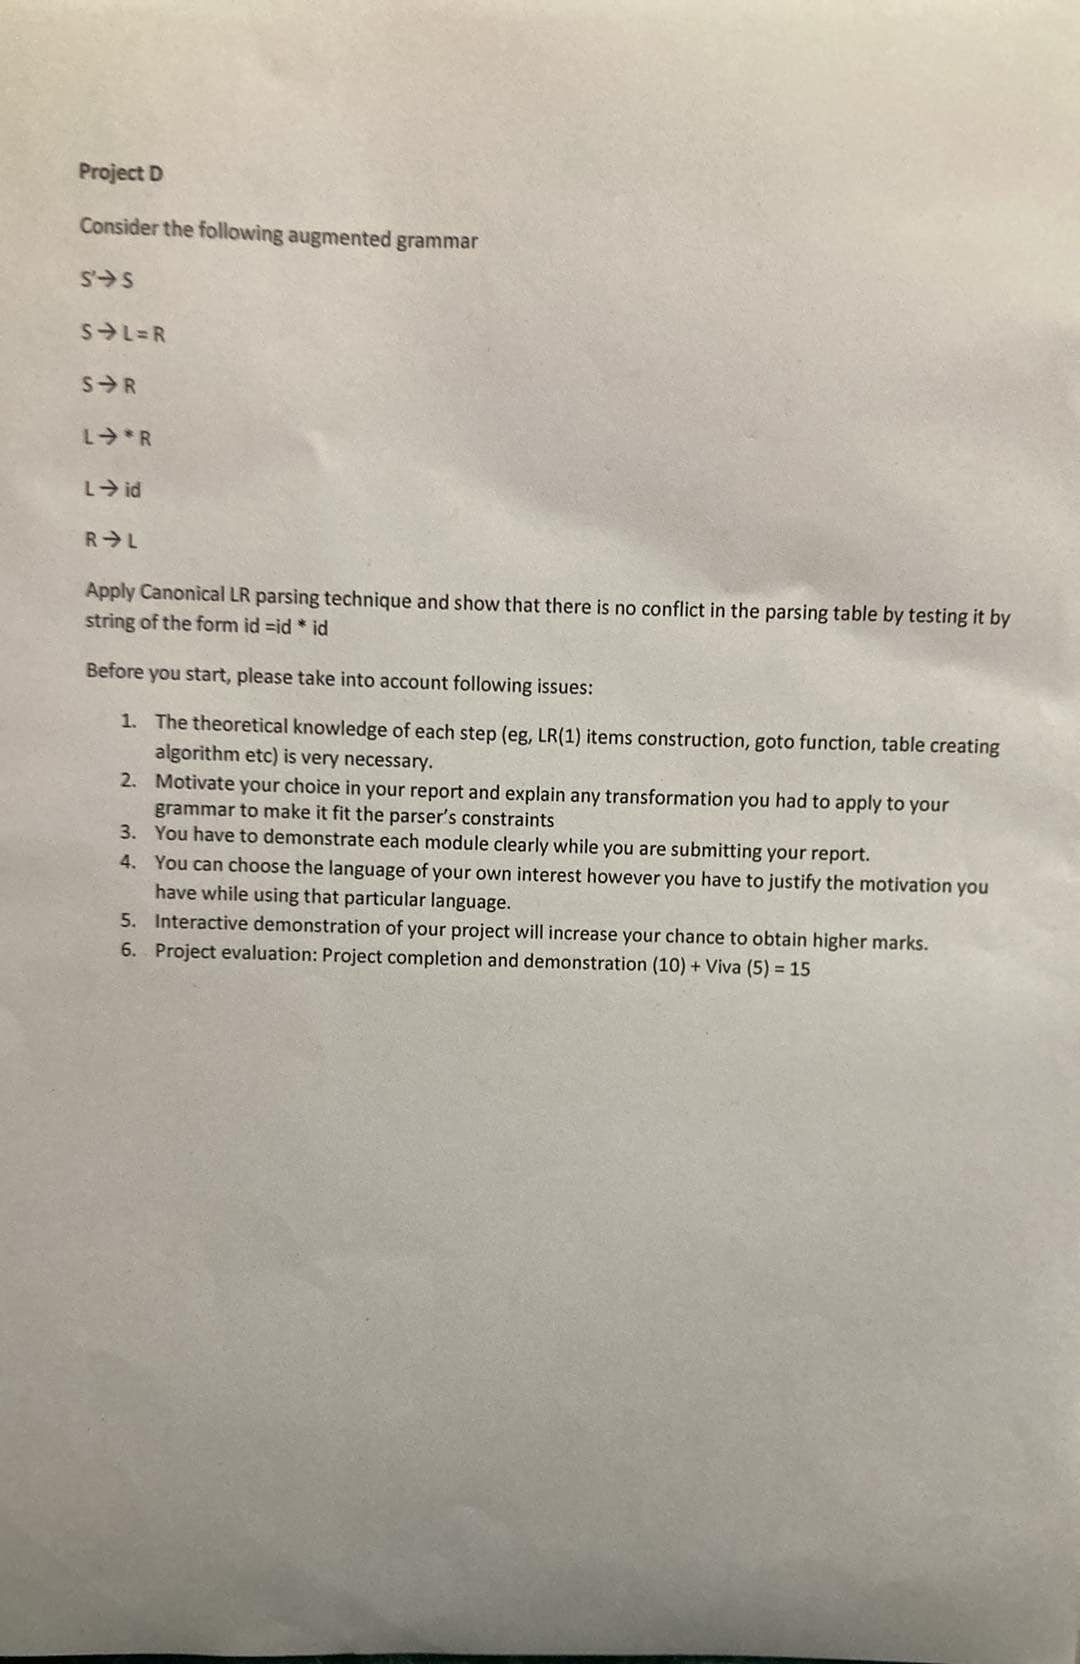 Project D
Consider the following augmented grammar
S'→ S
S→ L = R
S→ R
L→ * R
L→ id
R→ L
Apply Canonical LR parsing technique and show that there is no conflict in the parsing table by testing it by
string of the form id =id * id
Before you start, please take into account following issues:
1. The theoretical knowledge of each step (eg, LR(1) items construction, goto function, table creating
algorithm etc) is very necessary.
2. Motivate your choice in your report and explain any transformation you had to apply to your
grammar to make it fit the parser's constraints
3. You have to demonstrate each module clearly while you are submitting your report.
4. You can choose the language of your own interest however you have to justify the motivation you
have while using that particular language.
5. Interactive demonstration of your project will increase your chance to obtain higher marks.
6. Project evaluation: Project completion and demonstration (10) + Viva (5) = 15